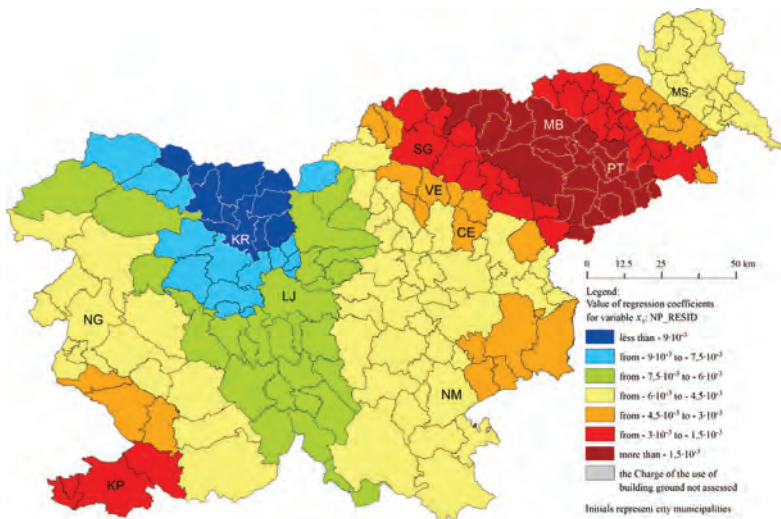 MS
MB
SG
PT
VE
KR
CE
LJ
NG
NM
KP
0 12.5 25 50 km
Legend:
Value of regression coefficients
for variable x₅: NP_RESID
less than - 9·10⁻³
from - 9·10⁻³ to - 7,5·10⁻³
from - 7,5·10⁻³ to - 6·10⁻³
from - 6·10⁻³ to - 4,5·10⁻³
from - 4,5·10⁻³ to - 3·10⁻³
from - 3·10⁻³ to - 1,5·10⁻³
more than - 1,5·10⁻³
the Charge of the use of
building ground not assessed
Initials represent city municipalities